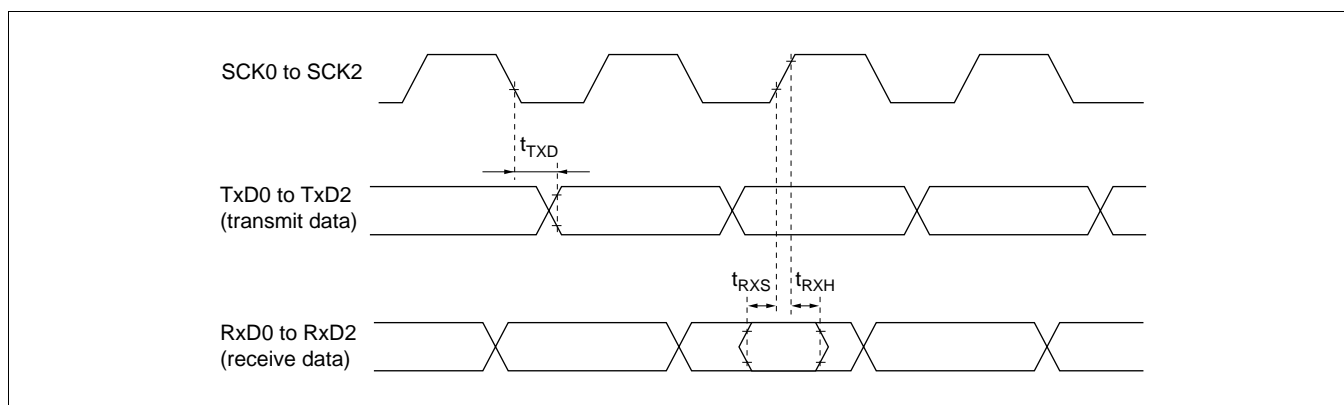 SCK0 to SCK2
tTXD
TxD0 to TxD2
(transmit data)
tRXS
tRXH
RxD0 to RxD2
(receive data)